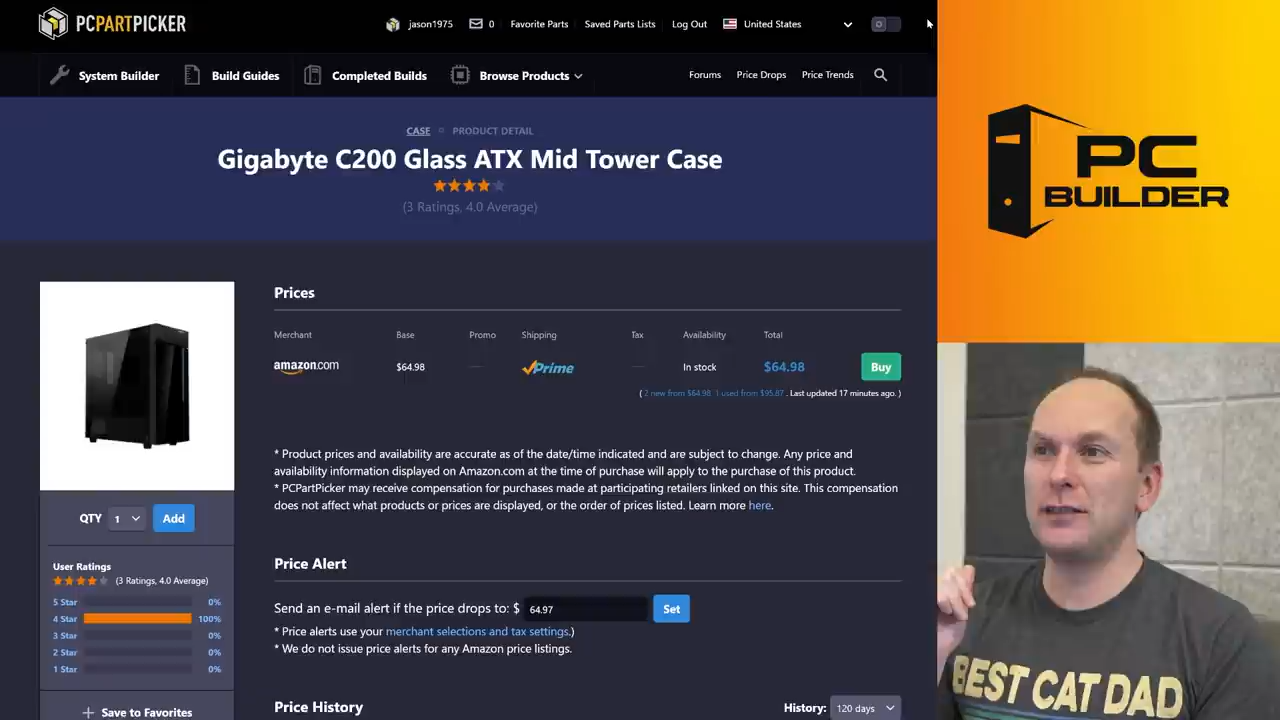 PCPARTPICKER
jason1975
0
Favorite Parts
Saved Parts Lists
Log Out
United States
System Builder
Build Guides
Completed Builds
Browse Products
Forums
Price Drops
Price Trends
CASE
PRODUCT DETAIL
Gigabyte C200 Glass ATX Mid Tower Case
(3 Ratings, 4.0 Average)
Prices
Merchant Base Promo Shipping Tax Availability Total
amazon.com $64.98 — Prime — In stock $64.98 Buy
( 2 new from $64.98 1 used from $95.87 . Last updated 17 minutes ago. )
* Product prices and availability are accurate as of the date/time indicated and are subject to change. Any price and
availability information displayed on Amazon.com at the time of purchase will apply to the purchase of this product.
* PCPartPicker may receive compensation for purchases made at participating retailers linked on this site. This compensation
does not affect what products or prices are displayed, or the order of prices listed. Learn more here.
QTY 1 Add
User Ratings
(3 Ratings, 4.0 Average)
5 Star 0%
4 Star 100%
3 Star 0%
2 Star 0%
1 Star 0%
Save to Favorites
Price Alert
Send an e-mail alert if the price drops to: $ 64.97 Set
* Price alerts use your merchant selections and tax settings.)
* We do not issue price alerts for any Amazon price listings.
Price History
History: 120 days
PC
BUILDER
BEST CAT DAD